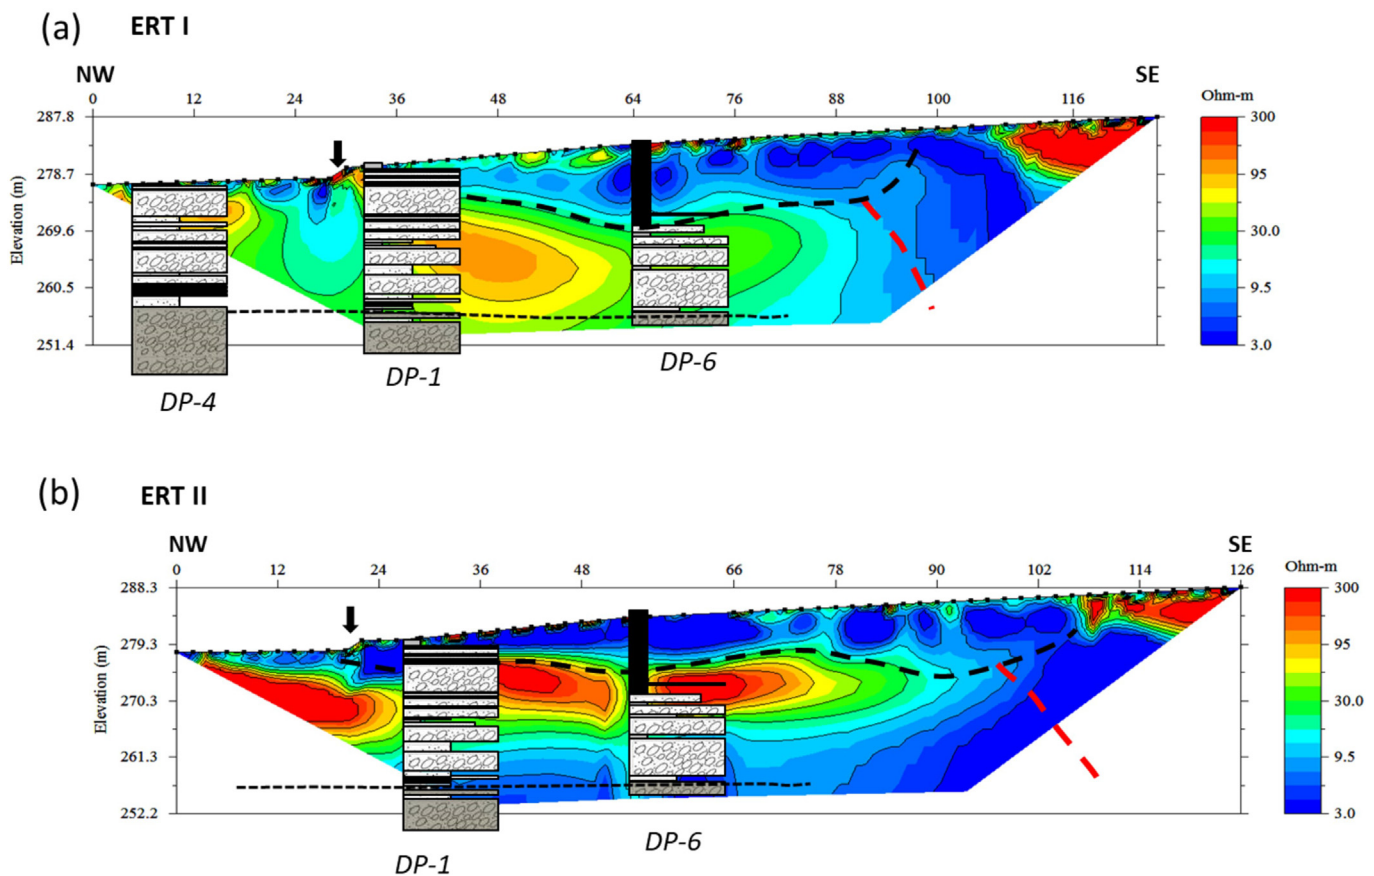 (a) ERT I
NW SE
0 12 24 36 48 64 76 88 100 116
Ohm-m
287.8
278.7
269.6
260.5
251.4
Elevation (m)
300
95
30.0
9.5
3.0
DP-4
DP-1
DP-6
(b) ERT II
NW SE
0 12 24 36 48 66 78 90 102 114 126
Ohm-m
288.3
279.3
270.3
261.3
252.2
Elevation (m)
300
95
30.0
9.5
3.0
DP-1
DP-6